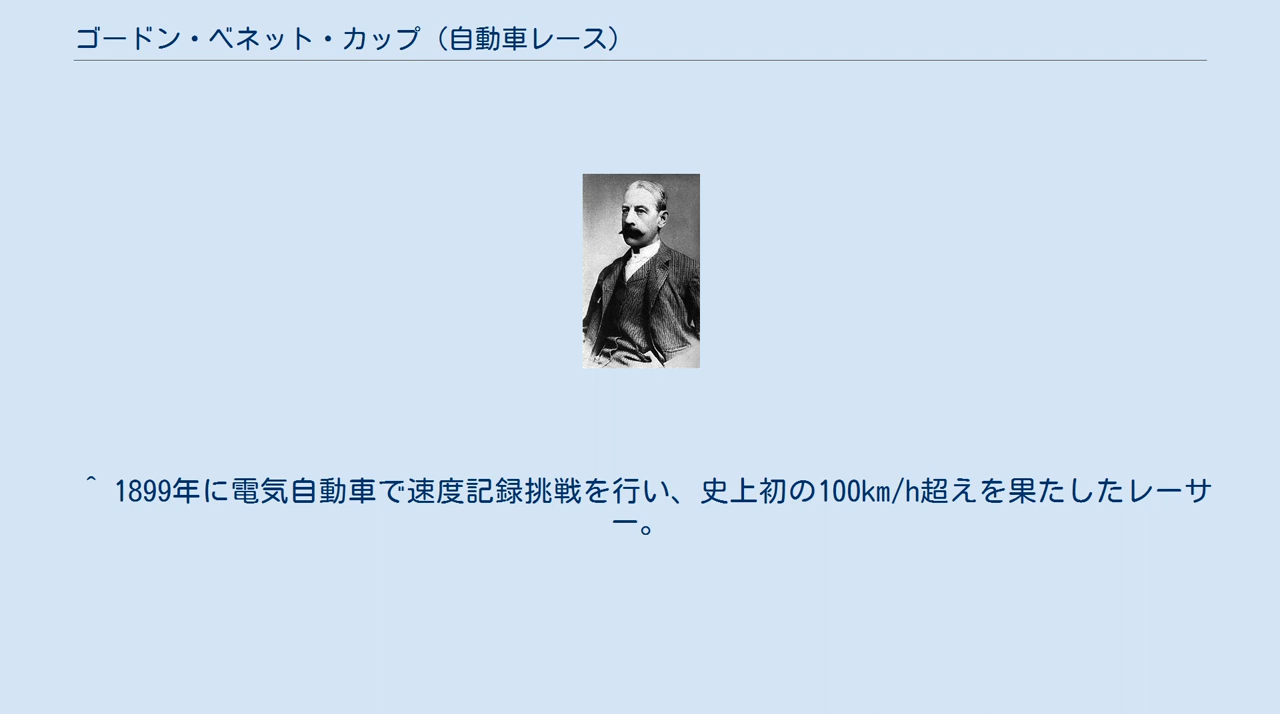 ゴードン・ベネット・カップ（自動車レース）
^ 1899年に電気自動車で速度記録挑戦を行い、史上初の100km/h超えを果たしたレーサ
ー。